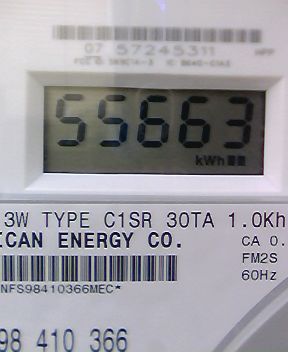 07 57245311
55663
kWh
3W TYPE C1SR 30TA 1.0Kh
ICAN ENERGY CO.
CA 0.
FM2S
60Hz
NFS98410366MEC*
98 410 366